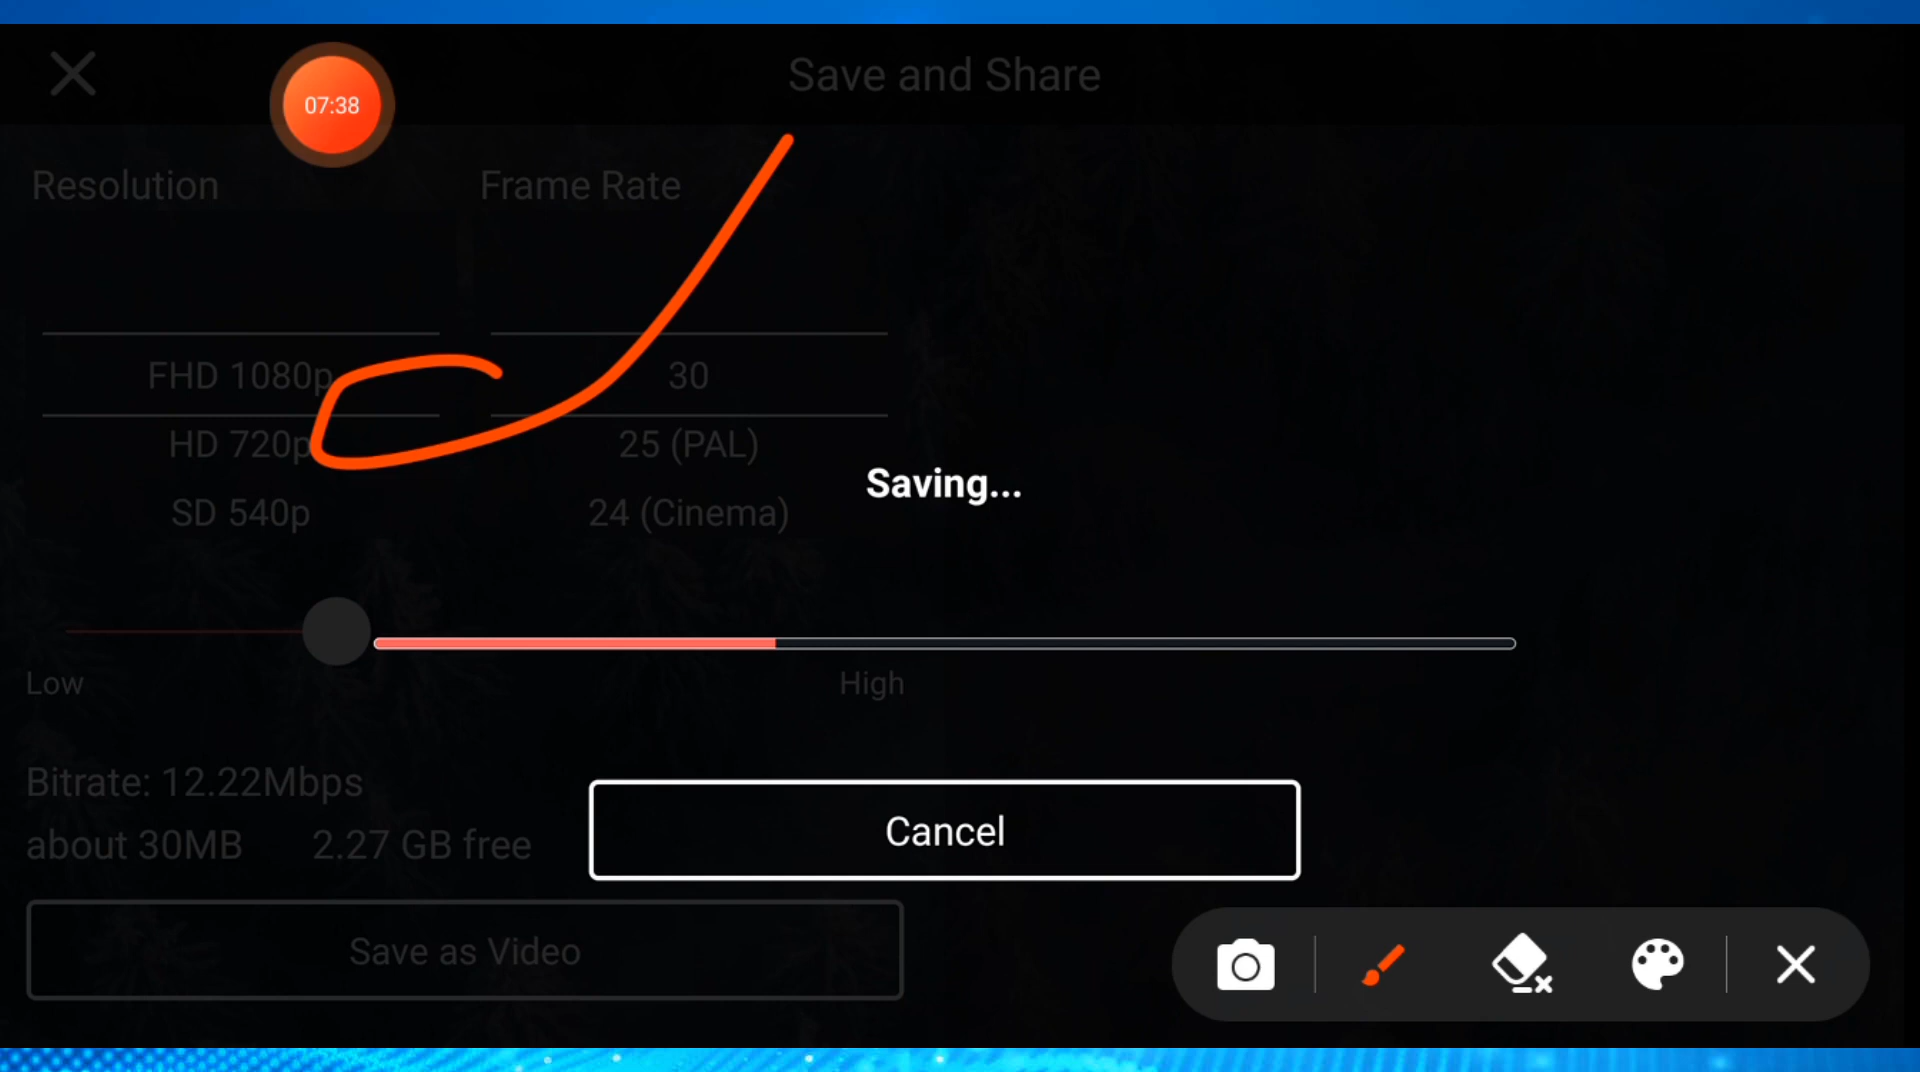 07:38
Save and Share
Resolution
Frame Rate
FHD 1080p
30
HD 720p
25 (PAL)
SD 540p
24 (Cinema)
Saving...
Low
High
Bitrate: 12.22Mbps
about 30MB 2.27 GB free
Cancel
Save as Video